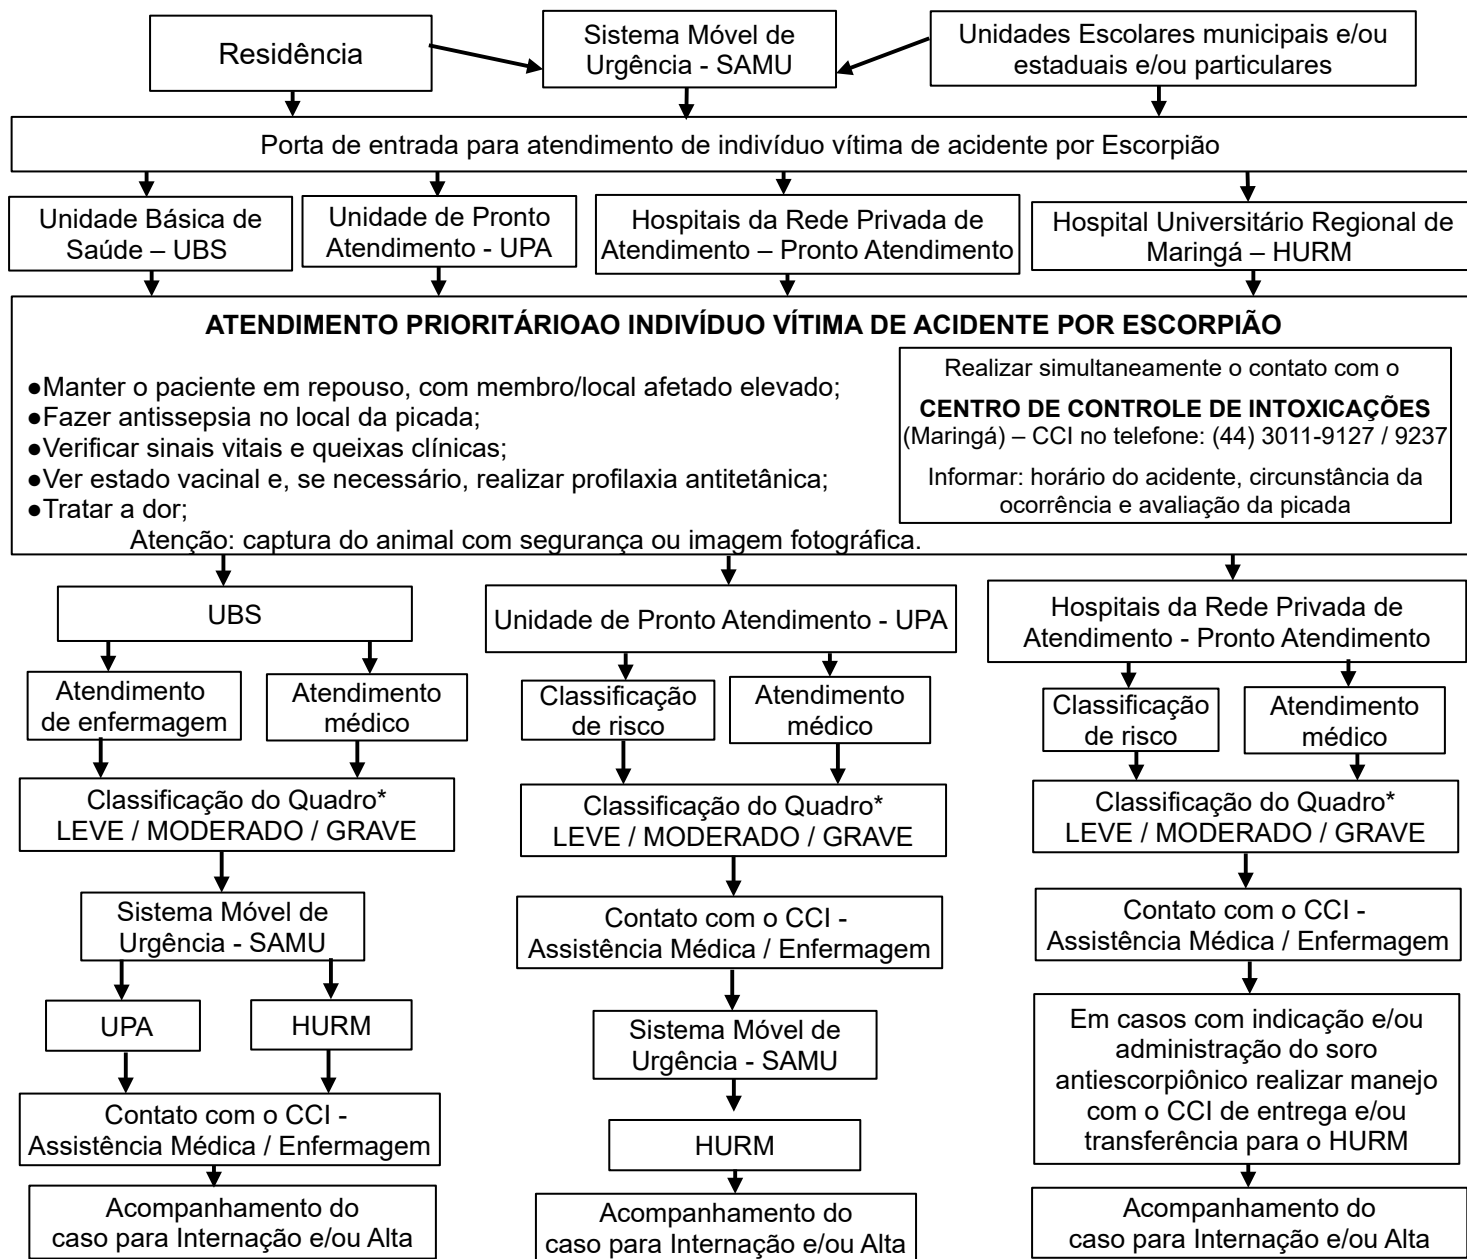 Residência
Sistema Móvel de
Urgência - SAMU
Unidades Escolares municipais e/ou
estaduais e/ou particulares
Porta de entrada para atendimento de indivíduo vítima de acidente por Escorpião
Unidade Básica de
Saúde – UBS
Unidade de Pronto
Atendimento - UPA
Hospitais da Rede Privada de
Atendimento – Pronto Atendimento
Hospital Universitário Regional de
Maringá – HURM
ATENDIMENTO PRIORITÁRIOAO INDIVÍDUO VÍTIMA DE ACIDENTE POR ESCORPIÃO
●Manter o paciente em repouso, com membro/local afetado elevado;
●Fazer antissepsia no local da picada;
●Verificar sinais vitais e queixas clínicas;
●Ver estado vacinal e, se necessário, realizar profilaxia antitetânica;
●Tratar a dor;
Atenção: captura do animal com segurança ou imagem fotográfica.
Realizar simultaneamente o contato com o
CENTRO DE CONTROLE DE INTOXICAÇÕES
(Maringá) – CCI no telefone: (44) 3011-9127 / 9237
Informar: horário do acidente, circunstância da
ocorrência e avaliação da picada
UBS
Atendimento
de enfermagem
Atendimento
médico
Classificação do Quadro*
LEVE / MODERADO / GRAVE
Sistema Móvel de
Urgência - SAMU
UPA
HURM
Contato com o CCI -
Assistência Médica / Enfermagem
Acompanhamento do
caso para Internação e/ou Alta
Unidade de Pronto Atendimento - UPA
Classificação
de risco
Atendimento
médico
Classificação do Quadro*
LEVE / MODERADO / GRAVE
Contato com o CCI -
Assistência Médica / Enfermagem
Sistema Móvel de
Urgência - SAMU
HURM
Acompanhamento do
caso para Internação e/ou Alta
Hospitais da Rede Privada de
Atendimento - Pronto Atendimento
Classificação
de risco
Atendimento
médico
Classificação do Quadro*
LEVE / MODERADO / GRAVE
Contato com o CCI -
Assistência Médica / Enfermagem
Em casos com indicação e/ou
administração do soro
antiescorpiônico realizar manejo
com o CCI de entrega e/ou
transferência para o HURM
Acompanhamento do
caso para Internação e/ou Alta